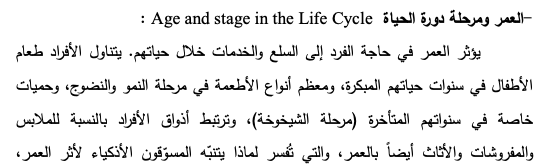 -العمر ومرحلة دورة الحياة Age and stage in the Life Cycle :
يؤثر العمر في حاجة الفرد إلى السلع والخدمات خلال حياتهم. يتناول الأفراد طعام
الأطفال في سنوات حياتهم المبكرة، ومعظم أنواع الأطعمة في مرحلة النمو والنضوج، وحميات
خاصة في سنواتهم المتأخرة (مرحلة الشيخوخة)، وترتبط أذواق الأفراد بالنسبة للملابس
والمفروشات والأثاث أيضاً بالعمر، والتي تُفسر لماذا يتنبّه المسوّقون الأذكياء لأثر العمر،